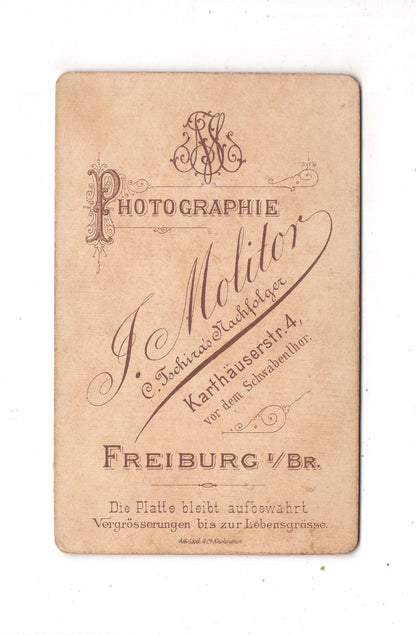 PHOTOGRAPHIE
J. Molitor
C. Tschira's Nachfolger
Karthäuserstr. 4,
vor dem Schwabenthor.
FREIBURG I/BR.
Die Platte bleibt aufbewahrt
Vergrösserungen bis zur Lebensgrösse.